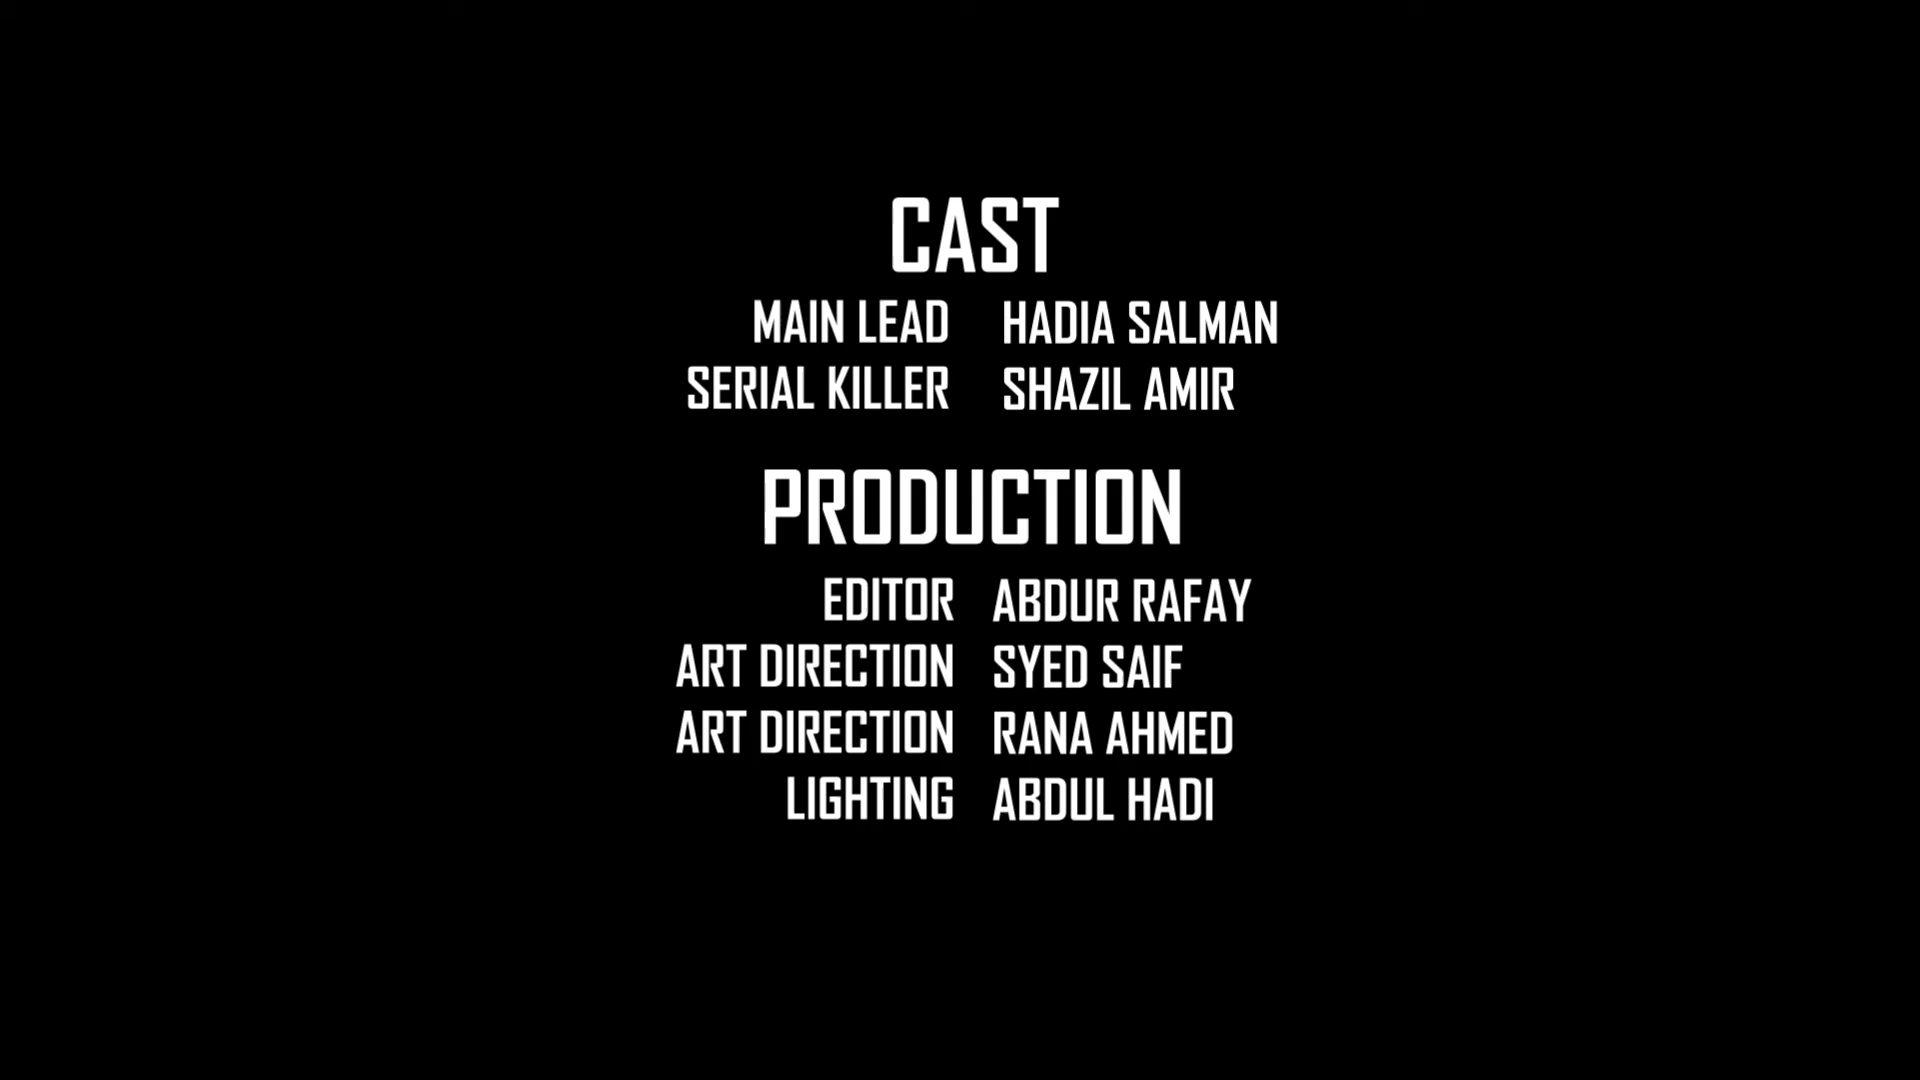 CAST
MAIN LEAD HADIA SALMAN
SERIAL KILLER SHAZIL AMIR
PRODUCTION
EDITOR ABDUR RAFAY
ART DIRECTION SYED SAIF
ART DIRECTION RANA AHMED
LIGHTING ABDUL HADI